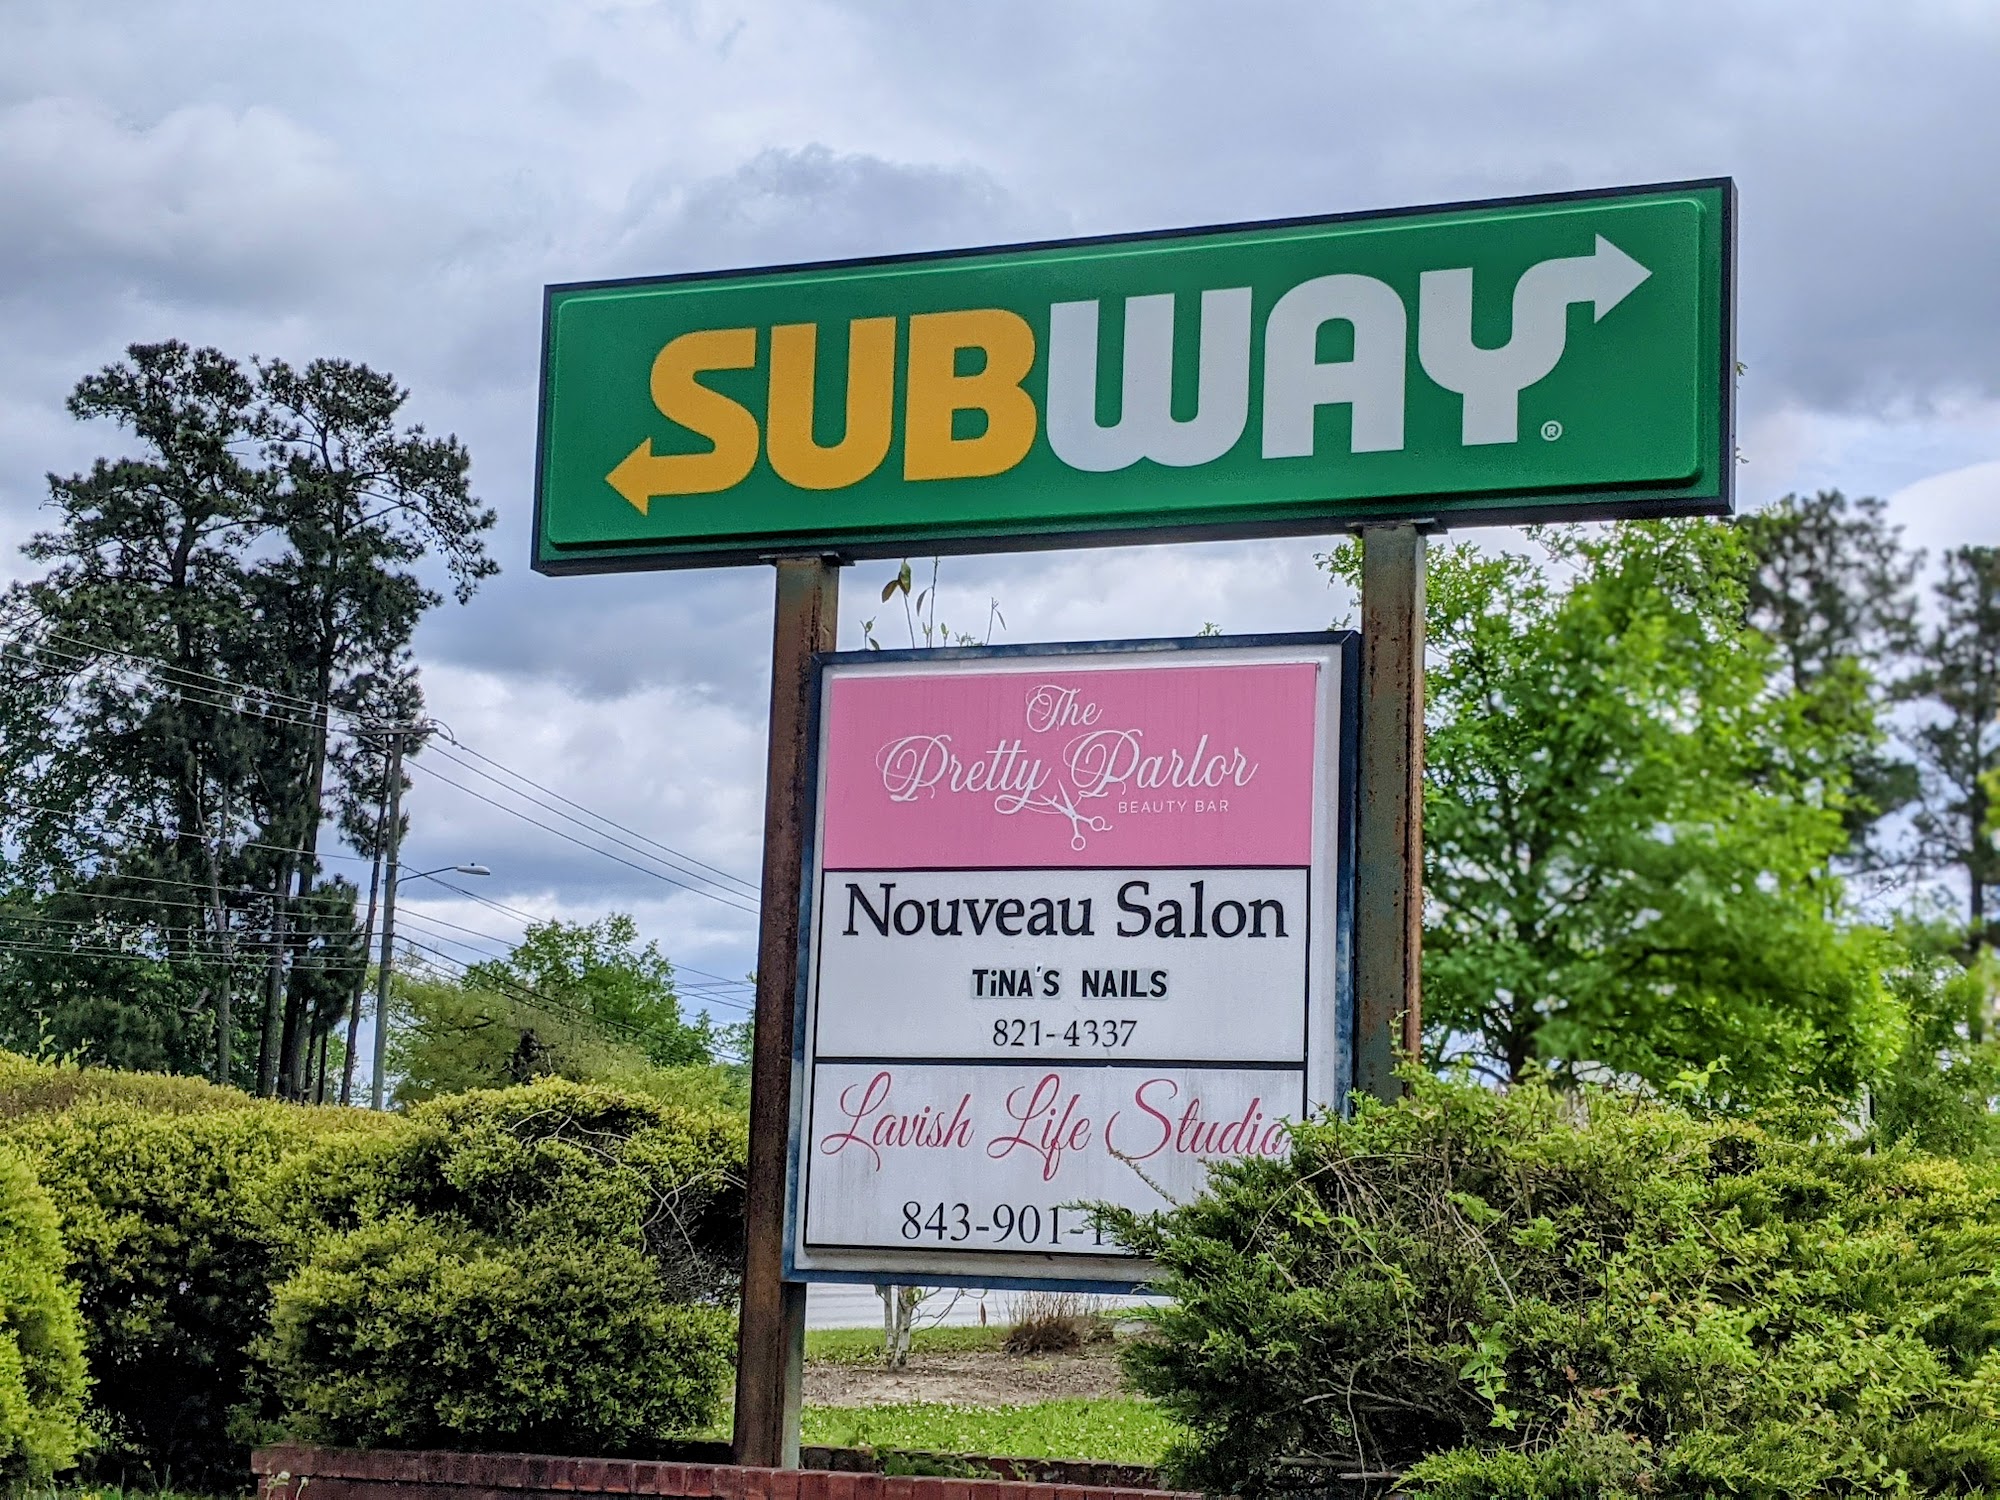 SUBWAY®
The
Pretty Parlor
BEAUTY BAR
Nouveau Salon
TiNA'S NAILS
821-4337
Lavish Life Studio